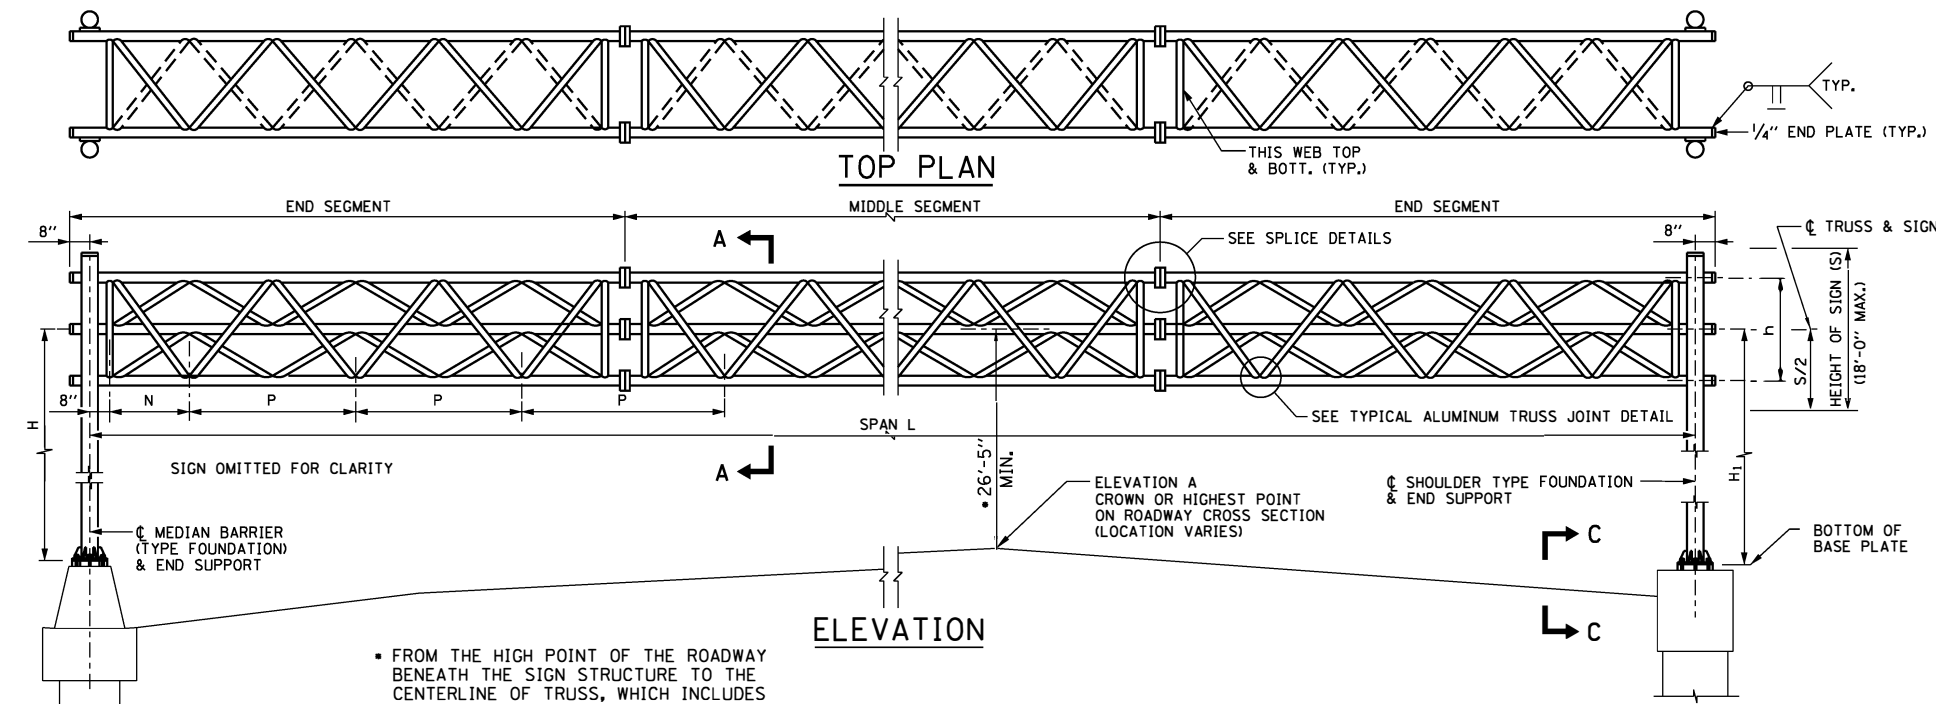 TYP.
1/4" END PLATE (TYP.)
THIS WEB TOP
& BOTT. (TYP.)
TOP PLAN
END SEGMENT
MIDDLE SEGMENT
END SEGMENT
8"
A
SEE SPLICE DETAILS
8"
℄ TRUSS & SIGN
HEIGHT OF SIGN (S)
(18'-0" MAX.)
h
S/2
8"
N
P
P
P
SEE TYPICAL ALUMINUM TRUSS JOINT DETAIL
H
SPAN L
H1
SIGN OMITTED FOR CLARITY
A
* 26'-5"
MIN.
ELEVATION A
CROWN OR HIGHEST POINT
ON ROADWAY CROSS SECTION
(LOCATION VARIES)
℄ SHOULDER TYPE FOUNDATION
& END SUPPORT
℄ MEDIAN BARRIER
(TYPE FOUNDATION)
& END SUPPORT
C
BOTTOM OF
BASE PLATE
ELEVATION
C
* FROM THE HIGH POINT OF THE ROADWAY
BENEATH THE SIGN STRUCTURE TO THE
CENTERLINE OF TRUSS, WHICH INCLUDES